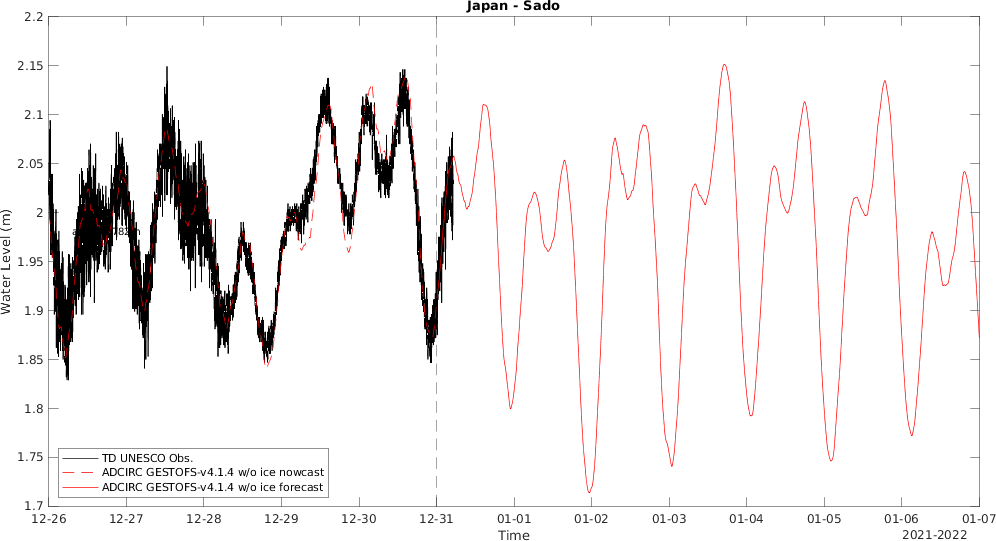 Japan - Sado
Water Level (m)
2.2
2.15
2.1
2.05
2
1.95
1.9
1.85
1.8
1.75
1.7
TD UNESCO Obs.
ADCIRC GESTOFS-v4.1.4 w/o ice nowcast
ADCIRC GESTOFS-v4.1.4 w/o ice forecast
12-26 12-27 12-28 12-29 12-30 12-31 01-01 01-02 01-03 01-04 01-05 01-06 01-07
Time
2021-2022